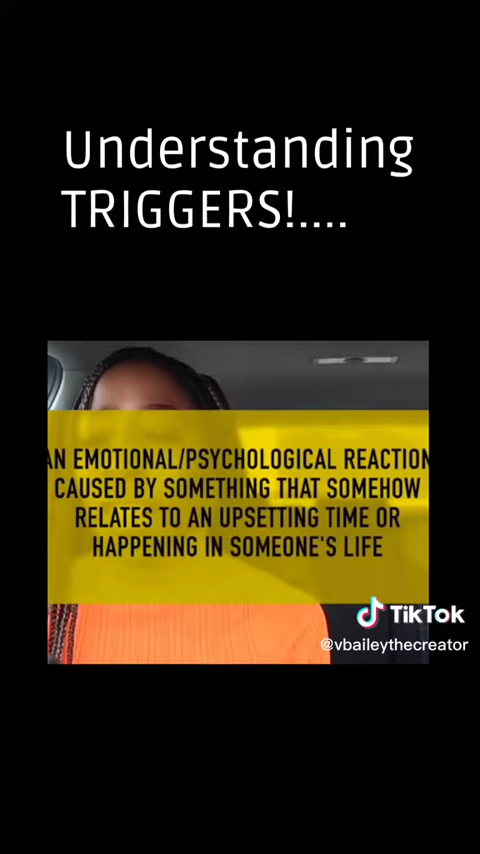 Understanding
TRIGGERS!....
AN EMOTIONAL/PSYCHOLOGICAL REACTION
CAUSED BY SOMETHING THAT SOMEHOW
RELATES TO AN UPSETTING TIME OR
HAPPENING IN SOMEONE'S LIFE
TikTok
@vbaileythecreator